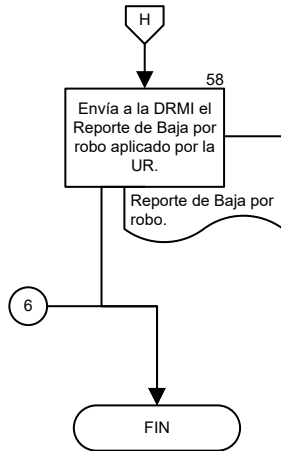 H
58
Envía a la DRMI el
Reporte de Baja por
robo aplicado por la
UR.
Reporte de Baja por
robo.
6
FIN